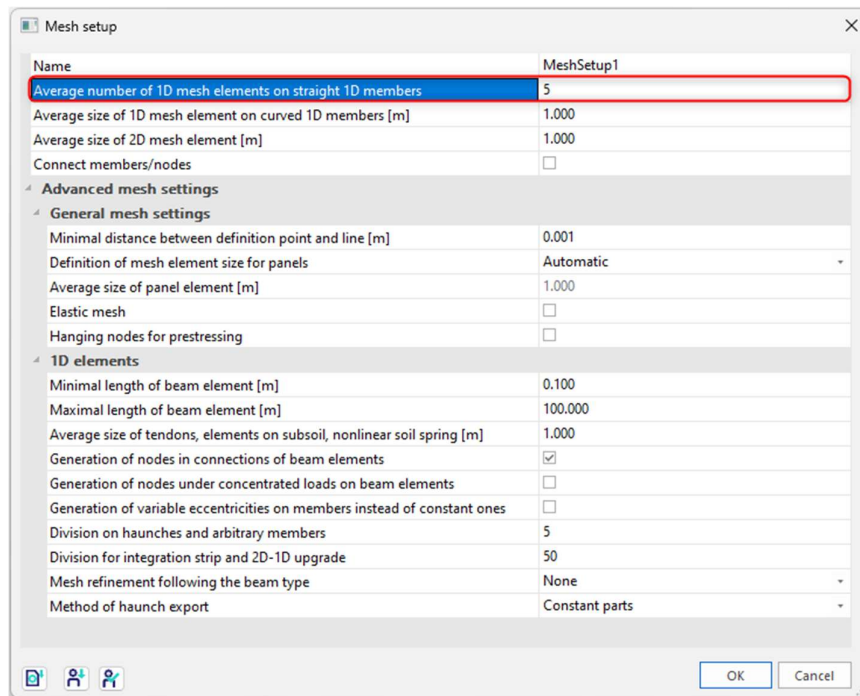 Mesh setup
Name MeshSetup1
Average number of 1D mesh elements on straight 1D members 5
Average size of 1D mesh element on curved 1D members [m] 1.000
Average size of 2D mesh element [m] 1.000
Connect members/nodes
Advanced mesh settings
General mesh settings
Minimal distance between definition point and line [m] 0.001
Definition of mesh element size for panels Automatic
Average size of panel element [m] 1.000
Elastic mesh
Hanging nodes for prestressing
1D elements
Minimal length of beam element [m] 0.100
Maximal length of beam element [m] 100.000
Average size of tendons, elements on subsoil, nonlinear soil spring [m] 1.000
Generation of nodes in connections of beam elements
Generation of nodes under concentrated loads on beam elements
Generation of variable eccentricities on members instead of constant ones
Division on haunches and arbitrary members 5
Division for integration strip and 2D-1D upgrade 50
Mesh refinement following the beam type None
Method of haunch export Constant parts
OK Cancel